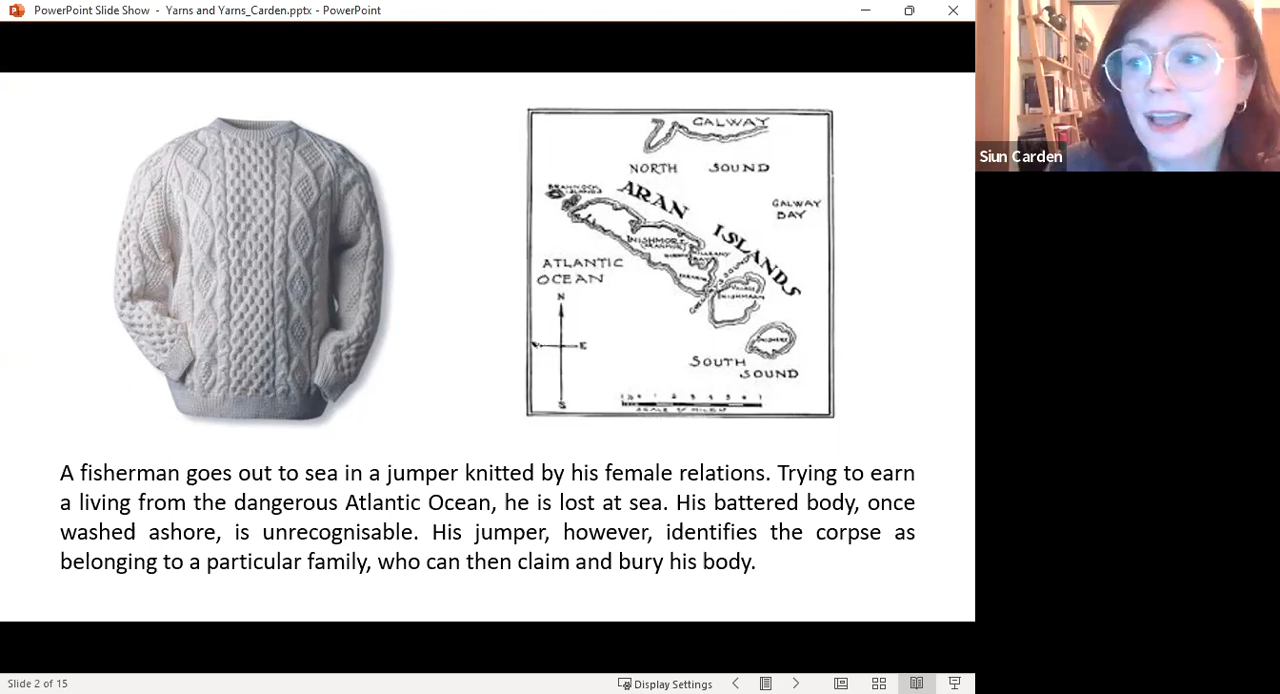 PowerPoint Slide Show - Yarns and Yarns_Carden.pptx - PowerPoint
Siun Carden
GALWAY
NORTH SOUND
ARAN ISLANDS
GALWAY
BAY
INISHMORE
ATLANTIC
OCEAN
N
E
S
SOUTH
SOUND
SCALE OF MILES
A fisherman goes out to sea in a jumper knitted by his female relations. Trying to earn
a living from the dangerous Atlantic Ocean, he is lost at sea. His battered body, once
washed ashore, is unrecognisable. His jumper, however, identifies the corpse as
belonging to a particular family, who can then claim and bury his body.
Slide 2 of 15
Display Settings